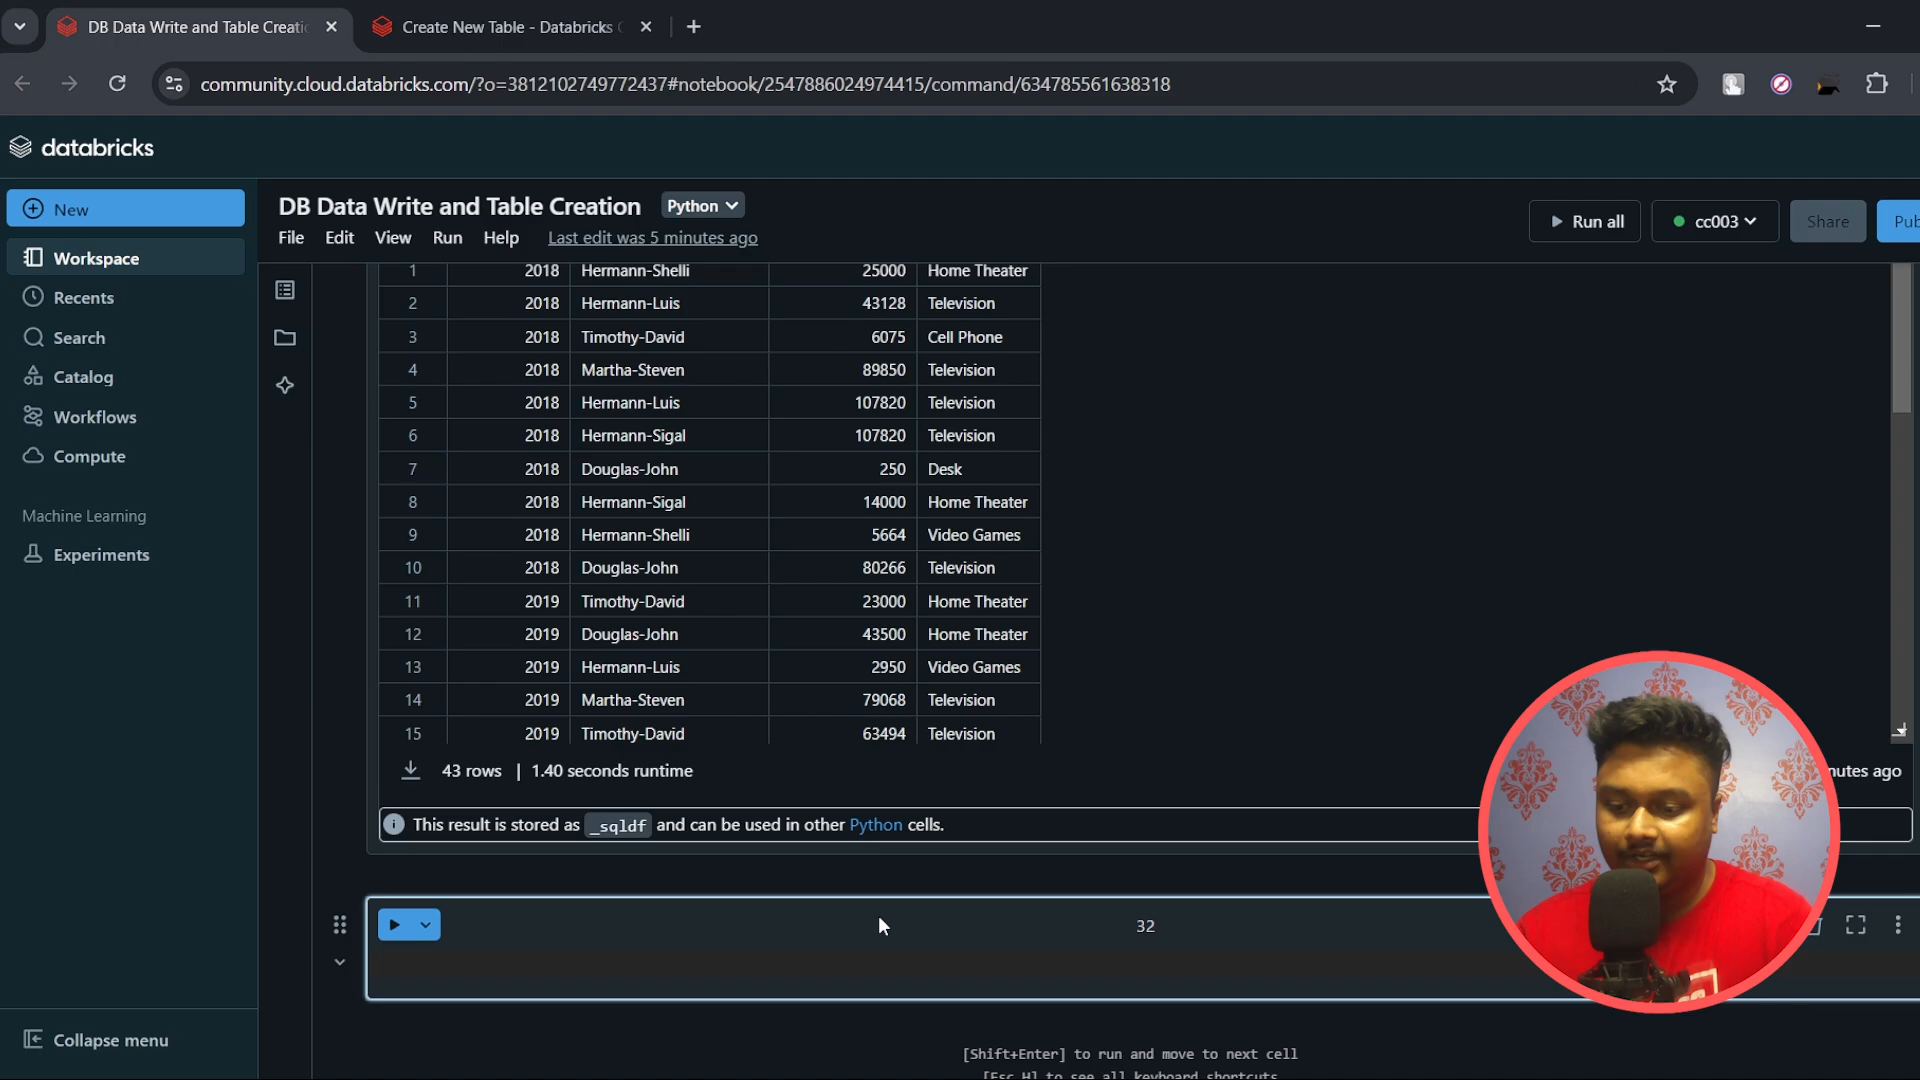 DB Data Write and Table Creatic
Create New Table - Databricks
community.cloud.databricks.com/?o=3812102749772437#notebook/2547886024974415/command/634785561638318
databricks
New
Workspace
Recents
Search
Catalog
Workflows
Compute
Machine Learning
Experiments
Collapse menu
DB Data Write and Table Creation Python
File Edit View Run Help Last edit was 5 minutes ago
Run all cc003 Share Pub
1 2018 Hermann-Shelli 25000 Home Theater
2 2018 Hermann-Luis 43128 Television
3 2018 Timothy-David 6075 Cell Phone
4 2018 Martha-Steven 89850 Television
5 2018 Hermann-Luis 107820 Television
6 2018 Hermann-Sigal 107820 Television
7 2018 Douglas-John 250 Desk
8 2018 Hermann-Sigal 14000 Home Theater
9 2018 Hermann-Shelli 5664 Video Games
10 2018 Douglas-John 80266 Television
11 2019 Timothy-David 23000 Home Theater
12 2019 Douglas-John 43500 Home Theater
13 2019 Hermann-Luis 2950 Video Games
14 2019 Martha-Steven 79068 Television
15 2019 Timothy-David 63494 Television
43 rows | 1.40 seconds runtime
nutes ago
This result is stored as _sqldf and can be used in other Python cells.
32
[Shift+Enter] to run and move to next cell
[Esc H] to see all keyboard shortcuts